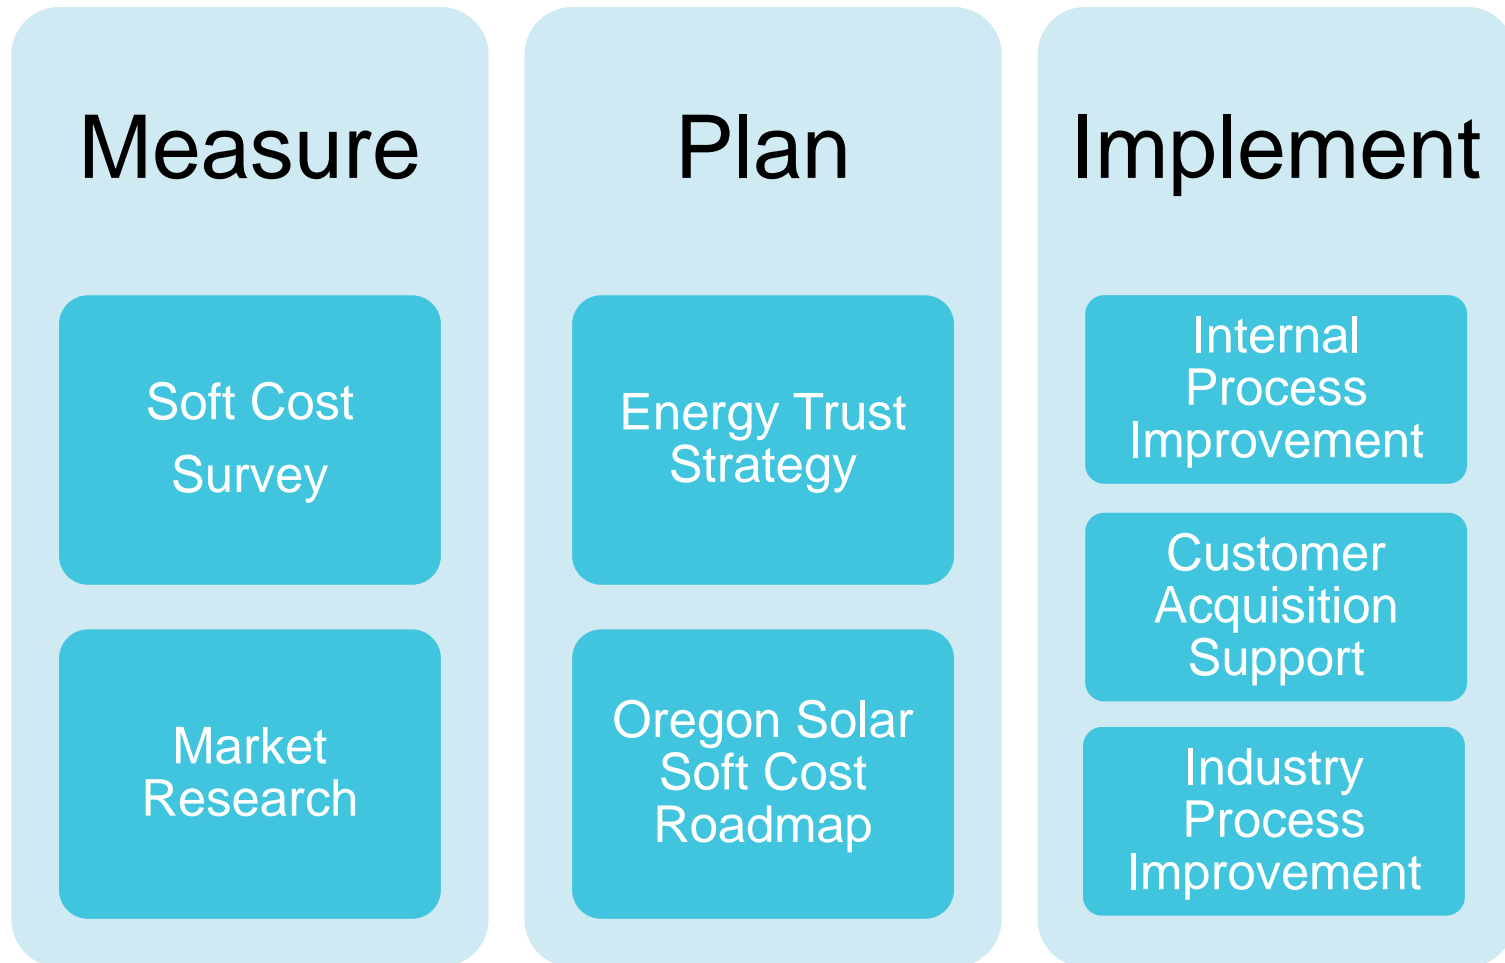 Measure
Soft Cost
Survey
Market
Research
Plan
Energy Trust
Strategy
Oregon Solar
Soft Cost
Roadmap
Implement
Internal
Process
Improvement
Customer
Acquisition
Support
Industry
Process
Improvement